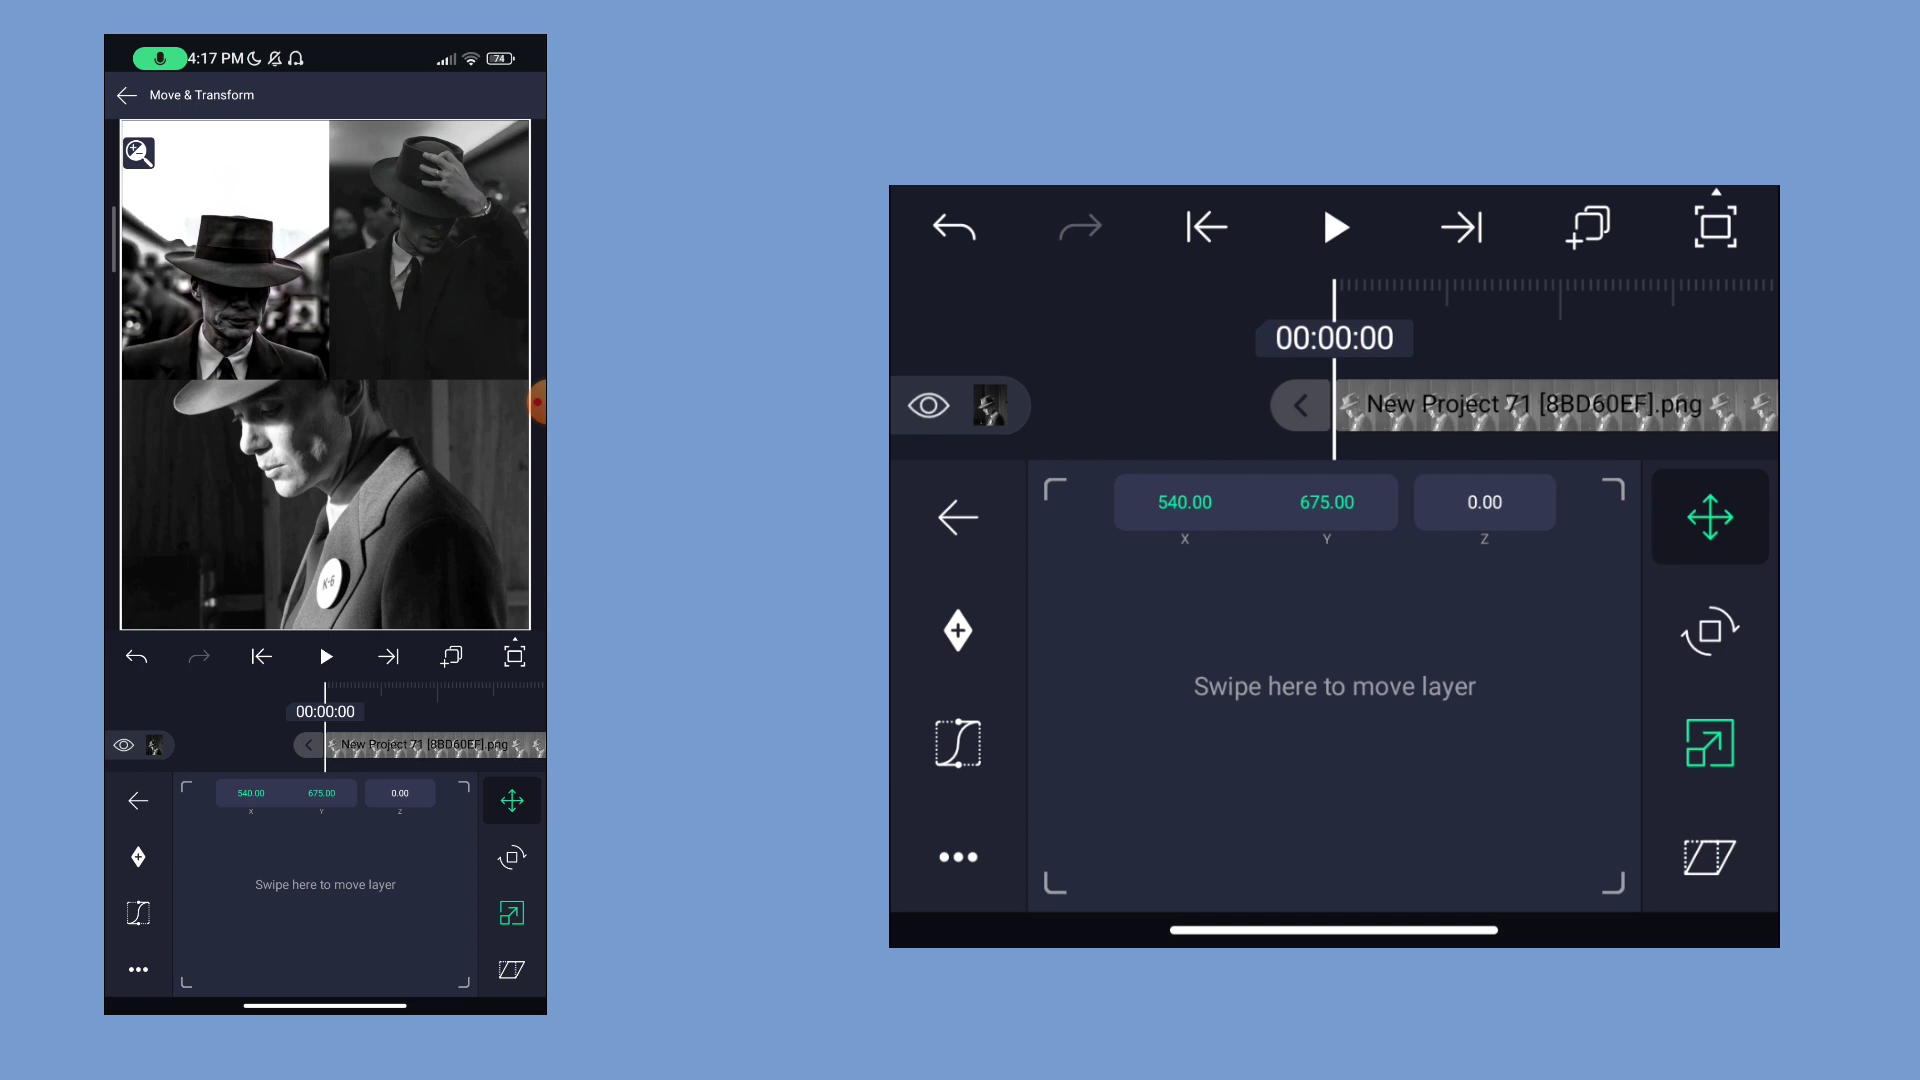 4:17 PM
74
Move & Transform
K-6
00:00:00
New Project 71 [8BD60EF].png
540.00 675.00 0.00
X Y Z
Swipe here to move layer
00:00:00
New Project 71 [8BD60EF].png
540.00 675.00 0.00
X Y Z
Swipe here to move layer